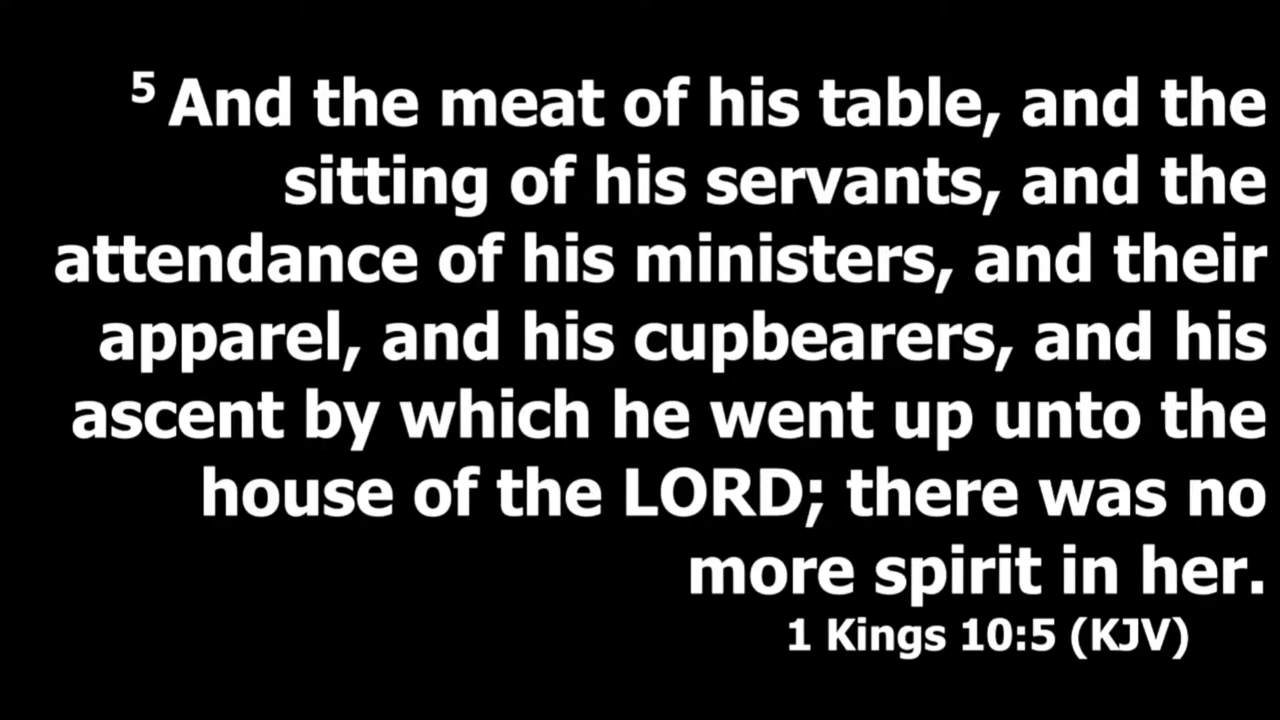 5 And the meat of his table, and the
sitting of his servants, and the
attendance of his ministers, and their
apparel, and his cupbearers, and his
ascent by which he went up unto the
house of the LORD; there was no
more spirit in her.
1 Kings 10:5 (KJV)